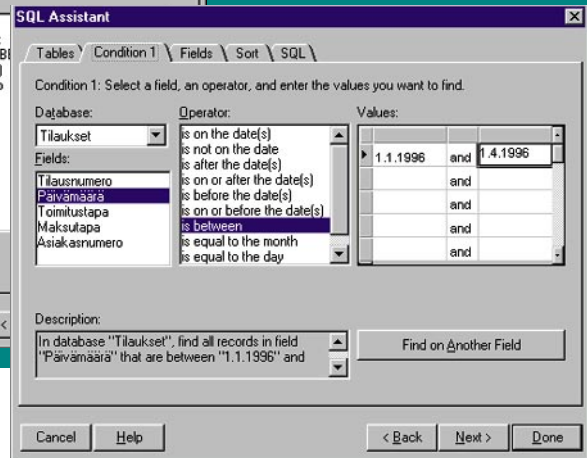 SQL Assistant
Tables Condition 1 Fields Sort SQL
Condition 1: Select a field, an operator, and enter the values you want to find.
Database: Operator: Values:
Tilaukset
Fields:
Tilausnumero
Päivämäärä
Toimitustapa
Maksutapa
Asiakasnumero
is on the date(s)
is not on the date
is after the date(s)
is on or after the date(s)
is before the date(s)
is on or before the date(s)
is between
is equal to the month
is equal to the day
1.1.1996 and 1.4.1996
and
and
and
and
Description:
In database "Tilaukset", find all records in field
"Päivämäärä" that are between "1.1.1996" and
Find on Another Field
Cancel Help < Back Next > Done